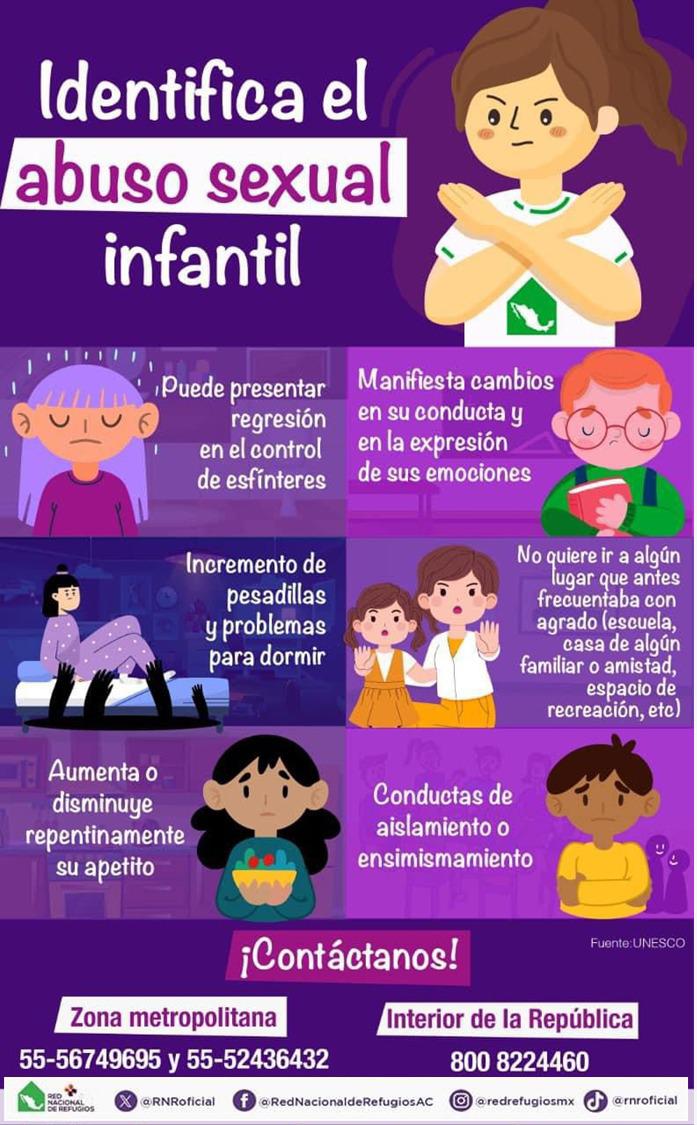 Identifica el
abuso sexual
infantil
Puede presentar
regresión
en el control
de esfínteres
Manifiesta cambios
en su conducta y
en la expresión
de sus emociones
Incremento de
pesadillas
y problemas
para dormir
No quiere ir a algún
lugar que antes
frecuentaba con
agrado (escuela,
casa de algún
familiar o amistad,
espacio de
recreación, etc)
Aumenta o
disminuye
repentinamente
su apetito
Conductas de
aislamiento o
ensimismamiento
¡Contáctanos!
Fuente:UNESCO
Zona metropolitana
55-56749695 y 55-52436432
Interior de la República
800 8224460
RED
NACIONAL
DE REFUGIOS
@RNRoficial
@RedNacionaldeRefugiosAC
@redrefugiosmx
@rnroficial